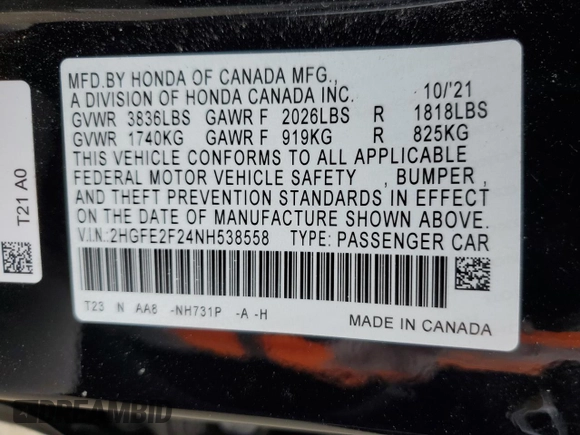 MFD.BY HONDA OF CANADA MFG.,
A DIVISION OF HONDA CANADA INC. 10/'21
GVWR 3836LBS GAWR F 2026LBS R 1818LBS
GVWR 1740KG GAWR F 919KG R 825KG
THIS VEHICLE CONFORMS TO ALL APPLICABLE
FEDERAL MOTOR VEHICLE SAFETY , BUMPER ,
AND THEFT PREVENTION STANDARDS IN EFFECT
ON THE DATE OF MANUFACTURE SHOWN ABOVE.
V.I.N.:2HGFE2F24NH538558 TYPE: PASSENGER CAR
T23 N AA8 -NH731P -A -H
MADE IN CANADA
T21 A0
DREAMBID